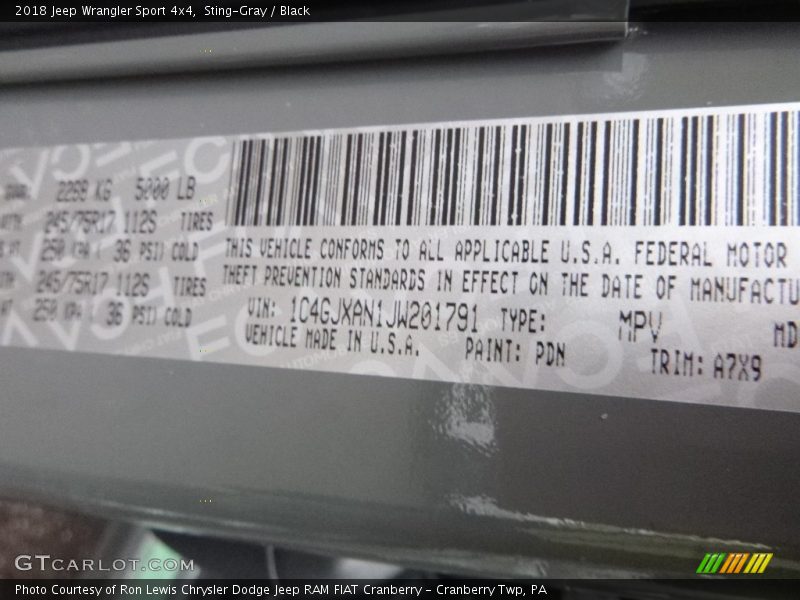 2018 Jeep Wrangler Sport 4x4, Sting-Gray / Black
2268 KG 5000 LB
245/75R17 112S TIRES
250 KPA ( 36 PSI) COLD
245/75R17 112S TIRES
250 KPA ( 36 PSI) COLD
THIS VEHICLE CONFORMS TO ALL APPLICABLE U.S.A. FEDERAL MOTOR
THEFT PREVENTION STANDARDS IN EFFECT ON THE DATE OF MANUFACTU
VIN: 1C4GJXAN1JW201791 TYPE: MPV MD
VEHICLE MADE IN U.S.A. PAINT: PDN TRIM: A7X9
GTCARLOT.COM
Photo Courtesy of Ron Lewis Chrysler Dodge Jeep RAM FIAT Cranberry - Cranberry Twp, PA